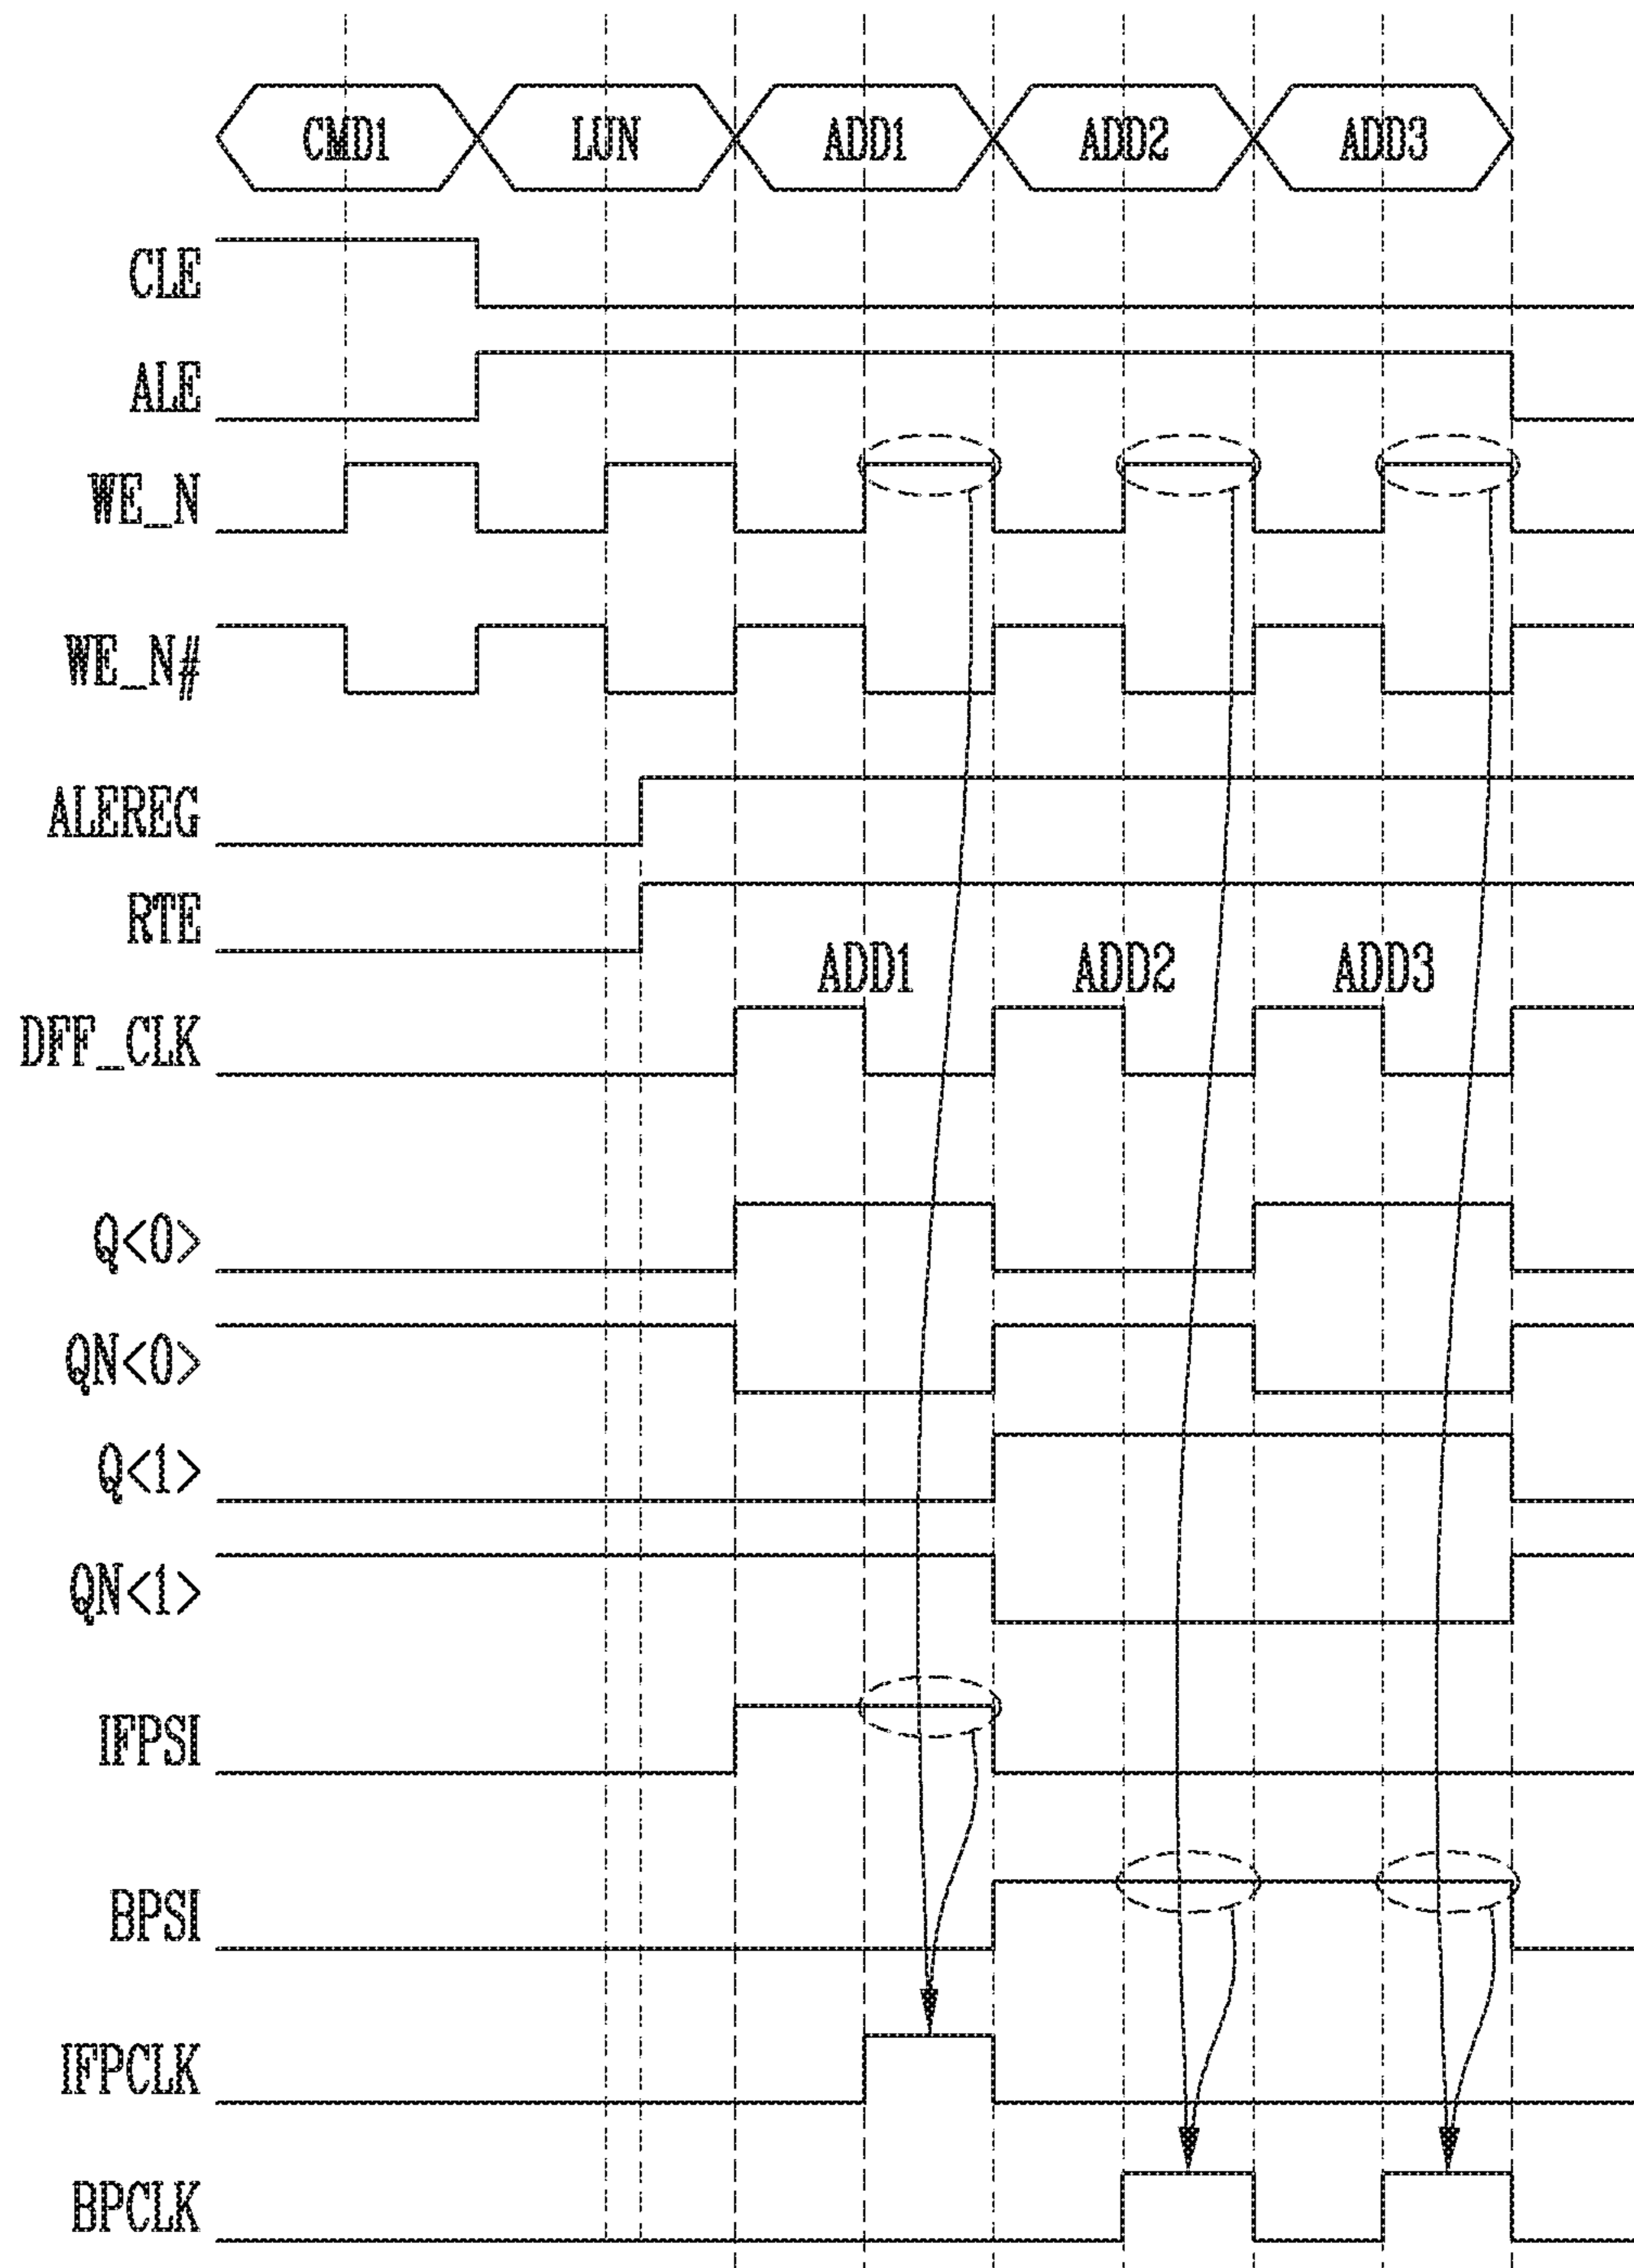 CMD1 LUN ADD1 ADD2 ADD3
CLE
ALE
WE_N
WE_N#
ALEREG
RTE
ADD1 ADD2 ADD3
DFF_CLK
Q<0>
QN<0>
Q<1>
QN<1>
IFPSI
BPSI
IFPCLK
BPCLK